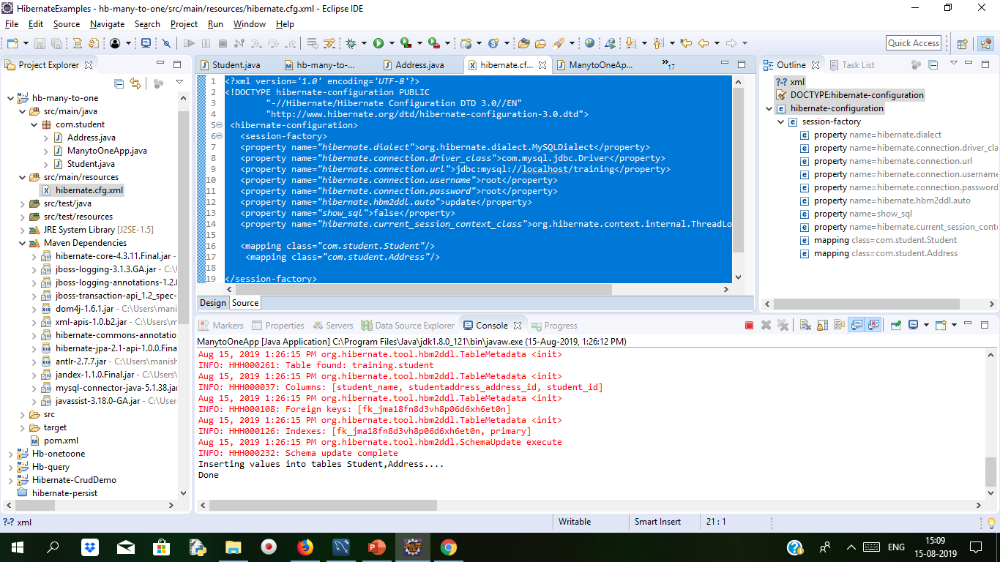 HibernateExamples - hb-many-to-one/src/main/resources/hibernate.cfg.xml - Eclipse IDE
File Edit Source Navigate Search Project Run Window Help
Quick Access
Project Explorer
hb-many-to-one
src/main/java
com.student
Address.java
ManytoOneApp.java
Student.java
src/main/resources
hibernate.cfg.xml
src/test/java
src/test/resources
JRE System Library [J2SE-1.5]
Maven Dependencies
hibernate-core-4.3.11.Final.jar -
jboss-logging-3.1.3.GA.jar - C:\U
jboss-logging-annotations-1.2.0
jboss-transaction-api_1.2_spec-
dom4j-1.6.1.jar - C:\Users\mani
xml-apis-1.0.b2.jar - C:\Users\m
hibernate-commons-annotatio
hibernate-jpa-2.1-api-1.0.0.Final
antlr-2.7.7.jar - C:\Users\manish
jandex-1.1.0.Final.jar - C:\Users
mysql-connector-java-5.1.38.jar
javassist-3.18.0-GA.jar - C:\User
src
target
pom.xml
Hb-onetoone
Hb-query
Hibernate-CrudDemo
hibernate-persist
Student.java hb-many-to-... Address.java hibernate.cf... ManytoOneApp... »17
1 <?xml version='1.0' encoding='UTF-8'?>
2 <!DOCTYPE hibernate-configuration PUBLIC
3 "-//Hibernate/Hibernate Configuration DTD 3.0//EN"
4 "http://www.hibernate.org/dtd/hibernate-configuration-3.0.dtd">
5 <hibernate-configuration>
6 <session-factory>
7 <property name="hibernate.dialect">org.hibernate.dialect.MySQLDialect</property>
8 <property name="hibernate.connection.driver_class">com.mysql.jdbc.Driver</property>
9 <property name="hibernate.connection.url">jdbc:mysql://localhost/training</property>
10 <property name="hibernate.connection.username">root</property>
11 <property name="hibernate.connection.password">root</property>
12 <property name="hibernate.hbm2ddl.auto">update</property>
13 <property name="show_sql">false</property>
14 <property name="hibernate.current_session_context_class">org.hibernate.context.internal.ThreadLo
15
16 <mapping class="com.student.Student"/>
17 <mapping class="com.student.Address"/>
18
19 </session-factory>
Design Source
Outline Task List
?-? xml
DOCTYPE:hibernate-configuration
hibernate-configuration
session-factory
property name=hibernate.dialect
property name=hibernate.connection.driver_cla
property name=hibernate.connection.url
property name=hibernate.connection.username
property name=hibernate.connection.password
property name=hibernate.hbm2ddl.auto
property name=show_sql
property name=hibernate.current_session_conte
mapping class=com.student.Student
mapping class=com.student.Address
Markers Properties Servers Data Source Explorer Console Progress
ManytoOneApp [Java Application] C:\Program Files\Java\jdk1.8.0_121\bin\javaw.exe (15-Aug-2019, 1:26:12 PM)
Aug 15, 2019 1:26:15 PM org.hibernate.tool.hbm2ddl.TableMetadata <init>
INFO: HHH000261: Table found: training.student
Aug 15, 2019 1:26:15 PM org.hibernate.tool.hbm2ddl.TableMetadata <init>
INFO: HHH000037: Columns: [student_name, studentaddress_address_id, student_id]
Aug 15, 2019 1:26:15 PM org.hibernate.tool.hbm2ddl.TableMetadata <init>
INFO: HHH000108: Foreign keys: [fk_jma18fn8d3vh8p06d6xh6et0n]
Aug 15, 2019 1:26:15 PM org.hibernate.tool.hbm2ddl.TableMetadata <init>
INFO: HHH000126: Indexes: [fk_jma18fn8d3vh8p06d6xh6et0n, primary]
Aug 15, 2019 1:26:15 PM org.hibernate.tool.hbm2ddl.SchemaUpdate execute
INFO: HHH000232: Schema update complete
Inserting values into tables Student,Address....
Done
?-? xml Writable Smart Insert 21 : 1
ENG
15:09
15-08-2019